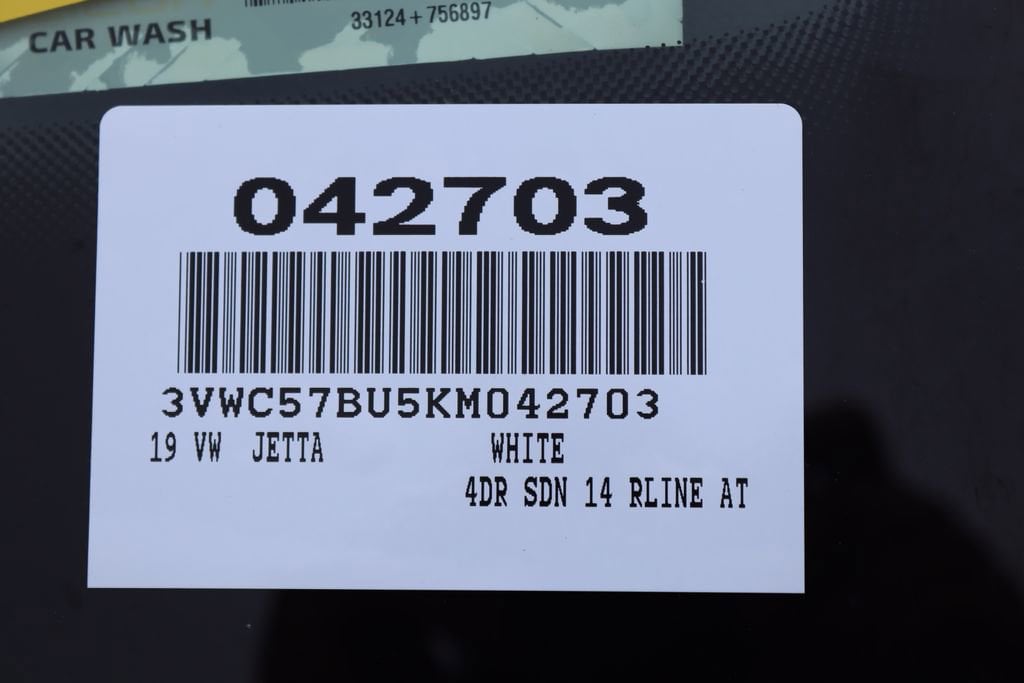 CAR WASH
33124+756897
042703
3VWC57BU5KM042703
19 VW JETTA WHITE
4DR SDN 14 RLINE AT